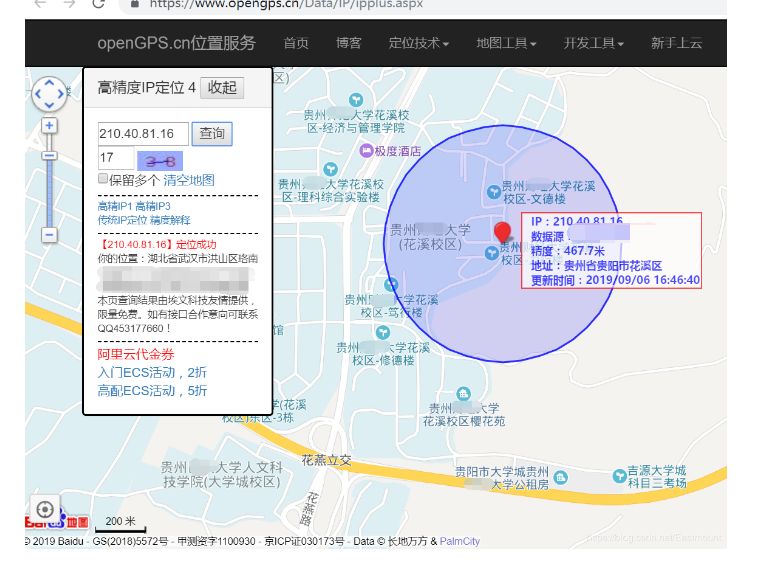 https://www.opengps.cn/Data/IP/ipplus.aspx
openGPS.cn位置服务 首页 博客 定位技术 地图工具 开发工具 新手上云
高精度IP定位 4 收起
210.40.81.16 查询
17 3-8
保留多个 清空地图
高精IP1 高精IP3
传统IP定位 精度解释
【210.40.81.16】定位成功
你的位置：湖北省武汉市洪山区珞南
本页查询结果由埃文科技友情提供，
限量免费。如有接口合作意向可联系
QQ453177660！
阿里云代金券
入门ECS活动，2折
高配ECS活动，5折
区)
贵州
大学花溪校
区-经济与管理学院
极度酒店
贵州
大学花溪校
区-理科综合实验楼
贵州
大学花溪
校区-文德楼
贵州
大学
(花溪校区)
IP：210.40.81.16
数据源
精度：467.7米
地址：贵州省贵阳市花溪区
更新时间：2019/09/06 16:46:40
贵州
大学花溪
校区-笃行楼
馆
贵州
大学花溪
校区-修德楼
贵州
大学
花溪校区樱花苑
学(花溪
校区)东区-3栋
花燕立交
花燕路
贵州
大学人文科
技学院(大学城校区)
贵阳市大学城贵州
大学公租房
吉源大学城
科目三考场
200 米
Baidu地图
© 2019 Baidu - GS(2018)5572号 - 甲测资字1100930 - 京ICP证030173号 - Data © 长地万方 & PalmCity
https://blog.csdn.net/Eastmount